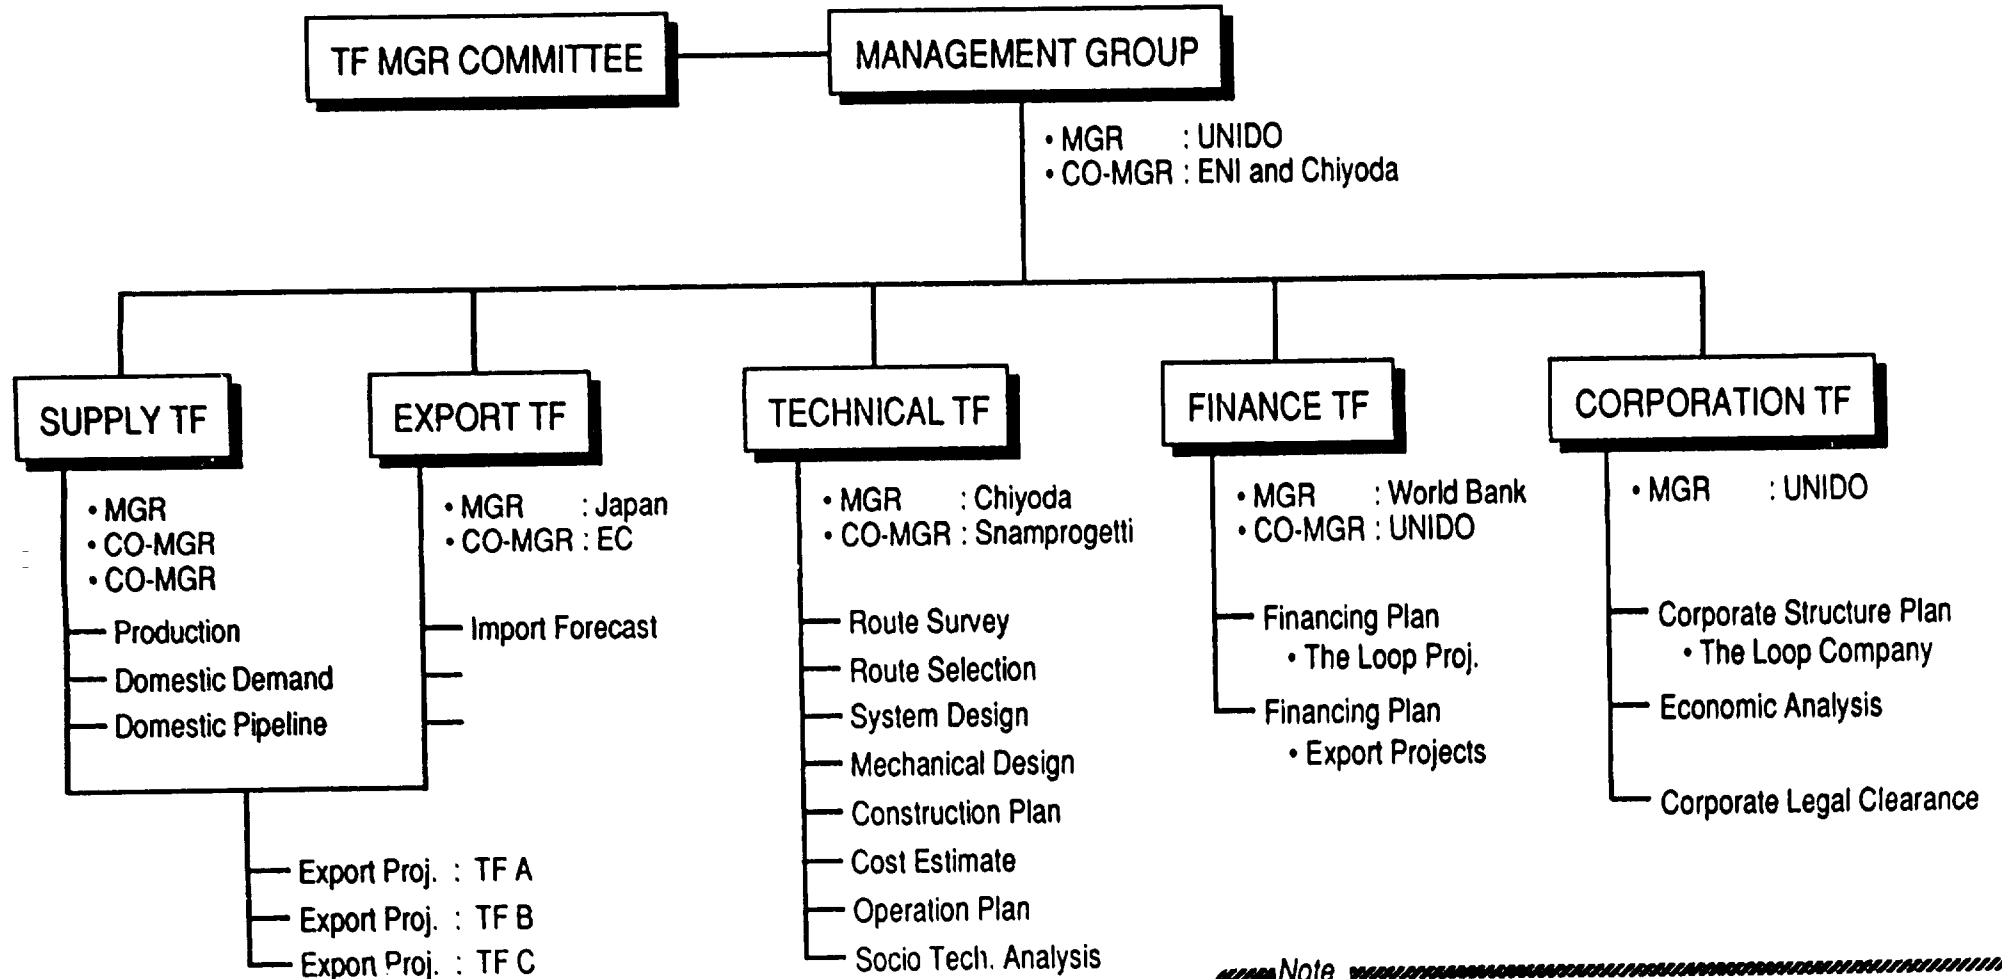 TF MGR COMMITTEE
MANAGEMENT GROUP
• MGR : UNIDO
• CO-MGR : ENI and Chiyoda
SUPPLY TF
• MGR
• CO-MGR
• CO-MGR
Production
Domestic Demand
Domestic Pipeline
EXPORT TF
• MGR : Japan
• CO-MGR : EC
Import Forecast
Export Proj. : TF A
Export Proj. : TF B
Export Proj. : TF C
TECHNICAL TF
• MGR : Chiyoda
• CO-MGR : Snamprogetti
Route Survey
Route Selection
System Design
Mechanical Design
Construction Plan
Cost Estimate
Operation Plan
Socio Tech. Analysis
FINANCE TF
• MGR : World Bank
• CO-MGR : UNIDO
Financing Plan
• The Loop Proj.
Financing Plan
• Export Projects
CORPORATION TF
• MGR : UNIDO
Corporate Structure Plan
• The Loop Company
Economic Analysis
Corporate Legal Clearance
Note